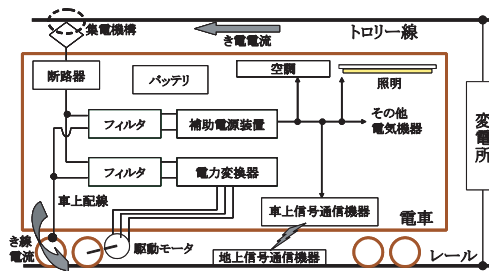 集電機構
き電電流
トロリー線
断路器
バッテリ
空調
照明
フィルタ
補助電源装置
その他
電気機器
変電所
フィルタ
電力変換器
車上配線
車上信号通信機器
電車
き線
電流
駆動モータ
地上信号通信機器
レール